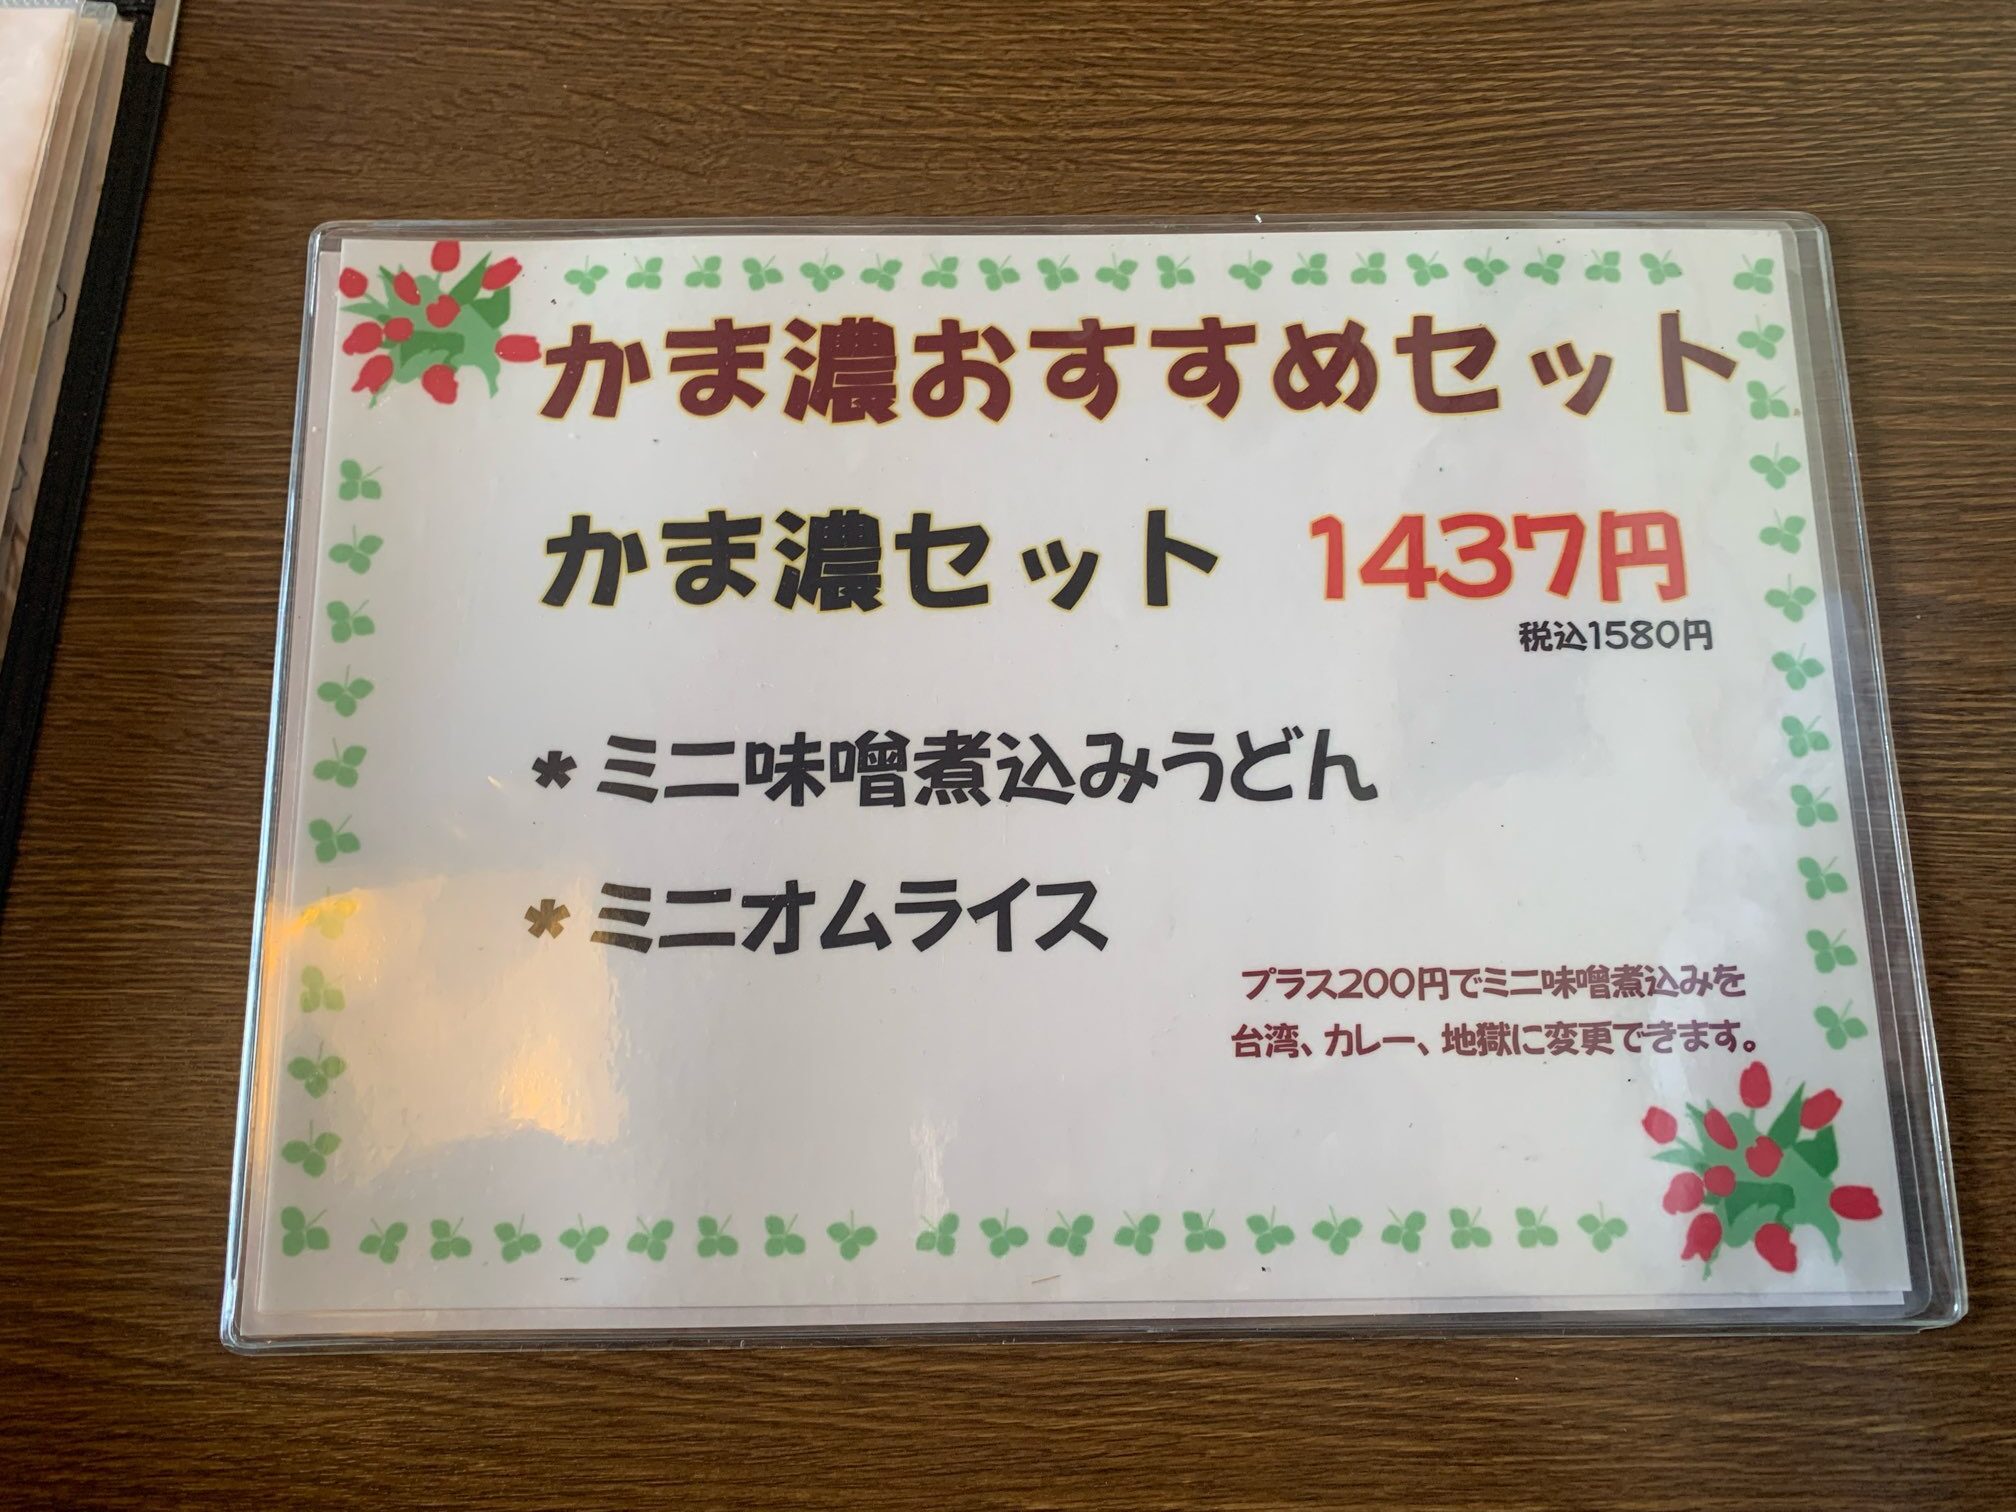 かま濃おすすめセット
かま濃セット 1437円
税込1580円
*ミニ味噌煮込みうどん
*ミニオムライス
プラス200円でミニ味噌煮込みを
台湾、カレー、地獄に変更できます。